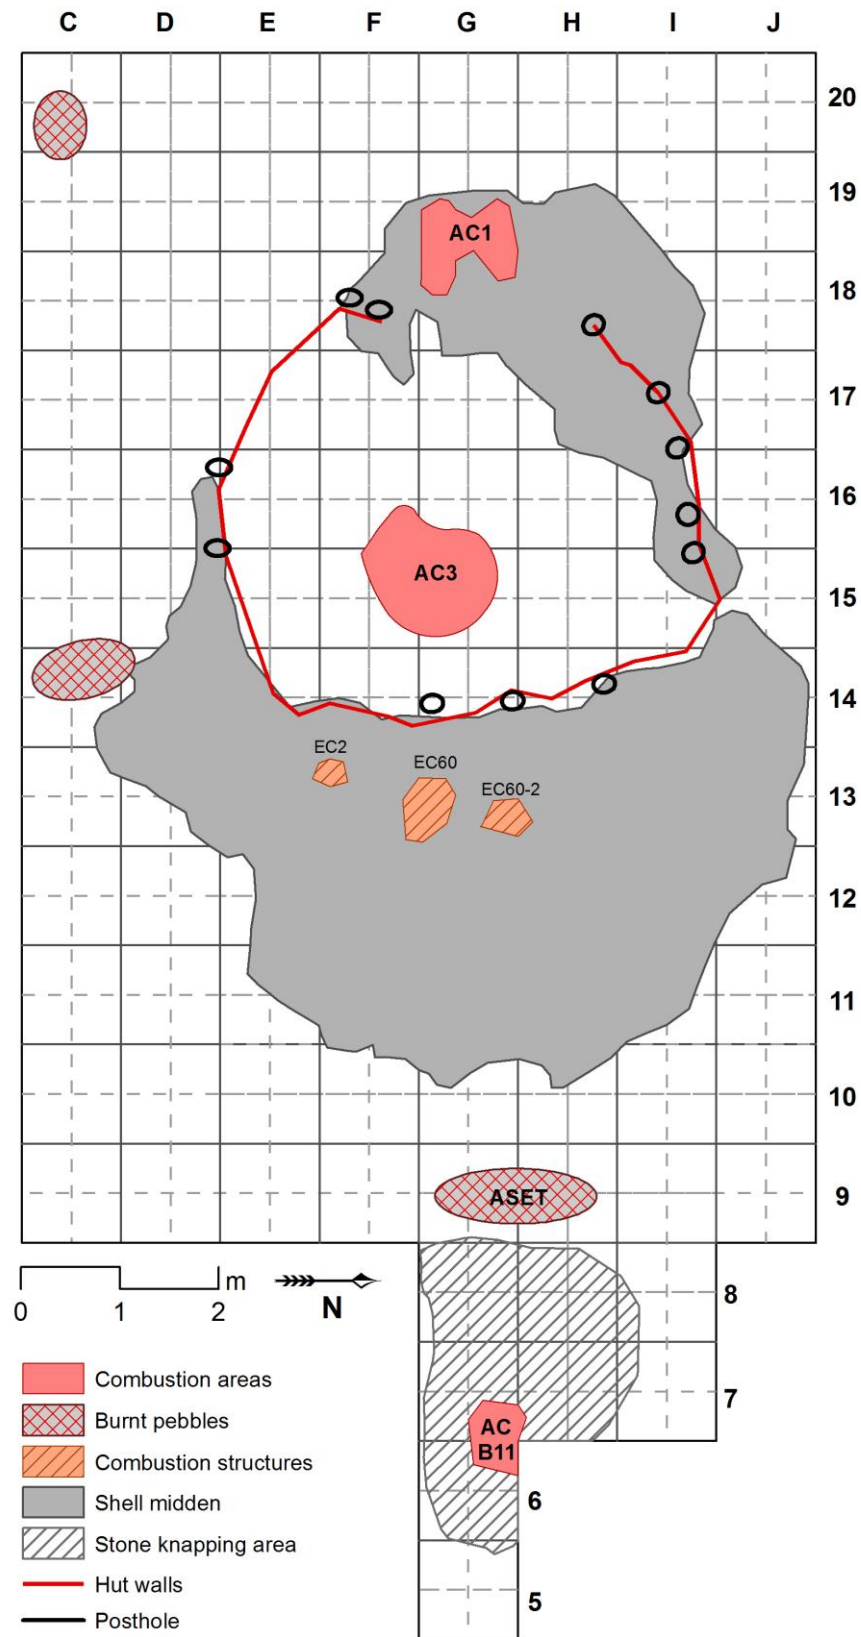 C D E F G H I J
20
19
AC1
18
17
16
AC3
15
14
EC2
EC60
EC60-2
13
12
11
10
ASET
9
0 1 2 m
N
8
7
AC
B11
6
5
Combustion areas
Burnt pebbles
Combustion structures
Shell midden
Stone knapping area
Hut walls
Posthole